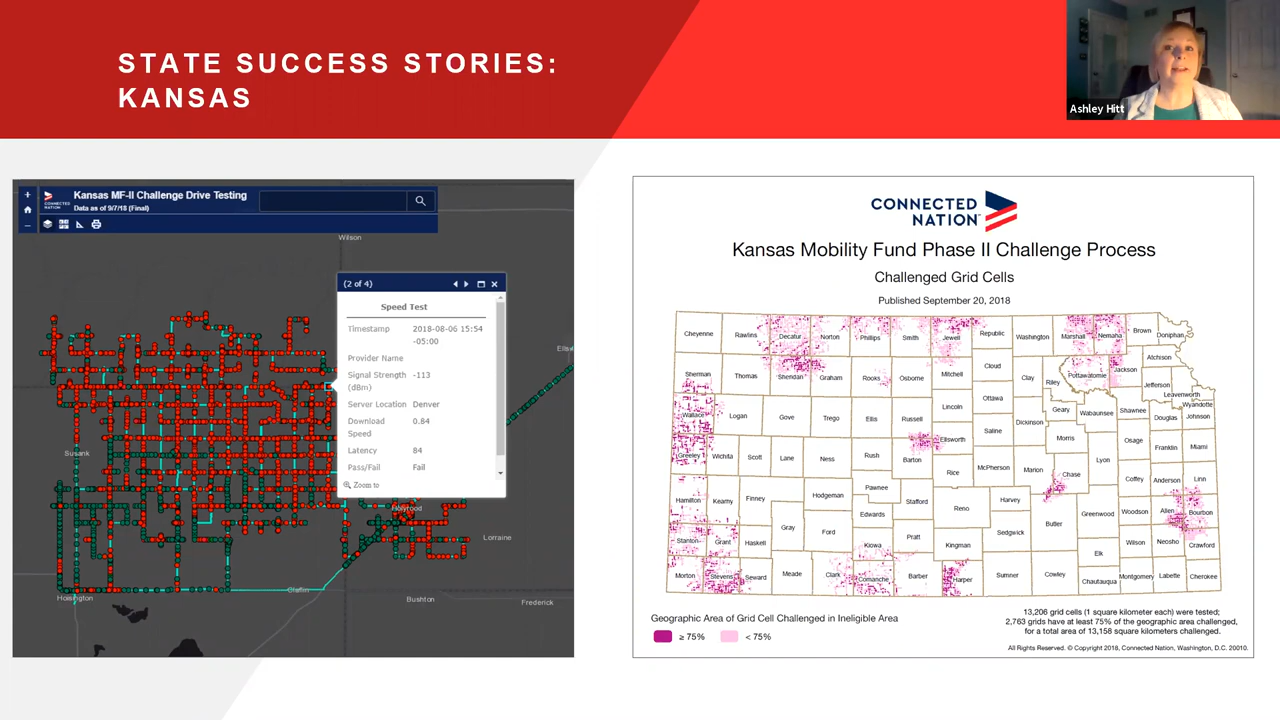 STATE SUCCESS STORIES:
KANSAS
Ashley Hitt
Kansas MF-II Challenge Drive Testing
Data as of 9/7/18 (Final)
CONNECTED
NATION
Wilson
(2 of 4)
Speed Test
Timestamp 2018-08-06 15:54
-05:00
Provider Name
Signal Strength -113
(dBm)
Server Location Denver
Download 0.84
Speed
Latency 84
Pass/Fail Fail
Zoom to
Susank
Holyrood
Lorraine
Hoisington
Claflin
Bushton
Frederick
CONNECTED
NATION
Kansas Mobility Fund Phase II Challenge Process
Challenged Grid Cells
Published September 20, 2018
Cheyenne Rawlins Decatur Norton Phillips Smith Jewell Republic Washington Marshall Nemaha Brown Doniphan
Sherman Thomas Sheridan Graham Rooks Osborne Mitchell Cloud Clay Riley Pottawatomie Jackson Atchison
Jefferson Leavenworth Wyandotte
Wallace Logan Gove Trego Ellis Russell Lincoln Ottawa Dickinson Geary Wabaunsee Shawnee Douglas Johnson
Greeley Wichita Scott Lane Ness Rush Barton Ellsworth Saline Morris Osage Franklin Miami
Rice McPherson Marion Chase Lyon Coffey Anderson Linn
Hamilton Kearny Finney Hodgeman Pawnee Stafford Reno Harvey Butler Greenwood Woodson Allen Bourbon
Stanton Grant Haskell Gray Ford Edwards Pratt Kingman Sedgwick Elk Wilson Neosho Crawford
Kiowa
Morton Stevens Seward Meade Clark Comanche Barber Harper Sumner Cowley Chautauqua Montgomery Labette Cherokee
Geographic Area of Grid Cell Challenged in Ineligible Area
≥ 75% < 75%
13,206 grid cells (1 square kilometer each) were tested;
2,763 grids have at least 75% of the geographic area challenged,
for a total area of 13,158 square kilometers challenged.
All Rights Reserved. © Copyright 2018, Connected Nation, Washington, D.C. 20010.